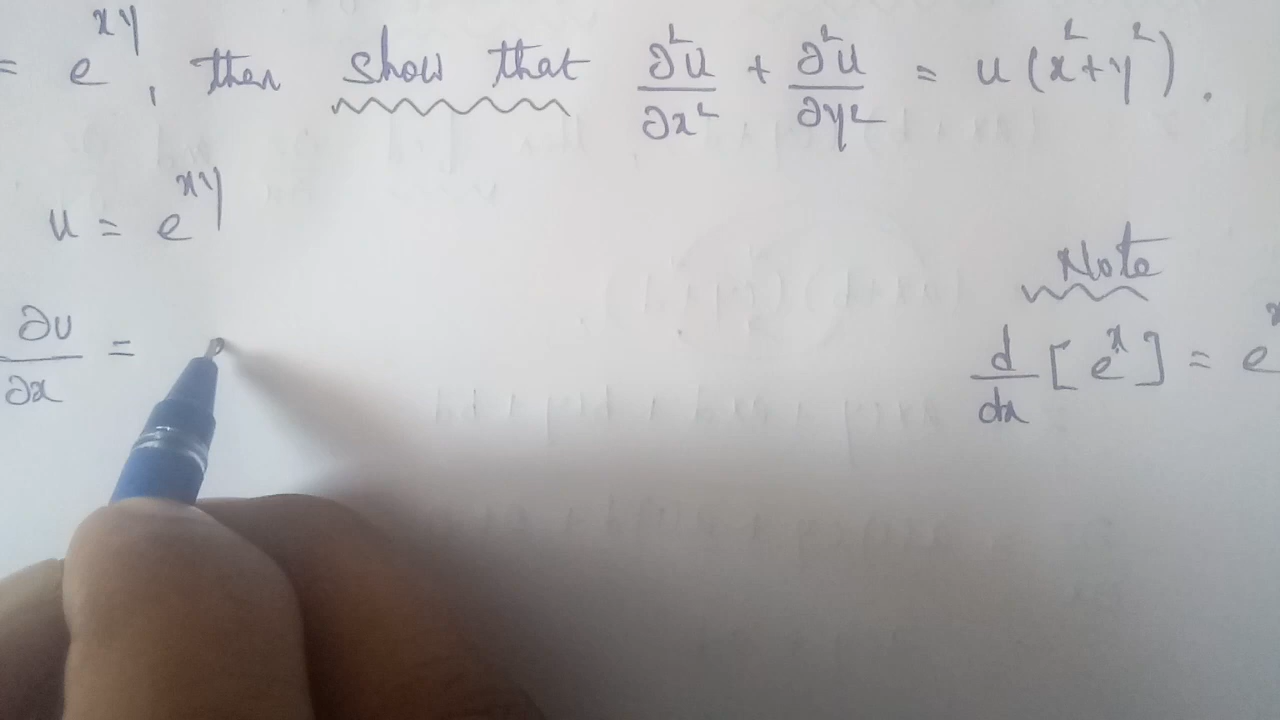 = e^{xy}, then show that ∂²u/∂x² + ∂²u/∂y² = u(x²+y²).
u = e^{xy}
Note
∂u/∂x =
d/dx [e^x] = e^x